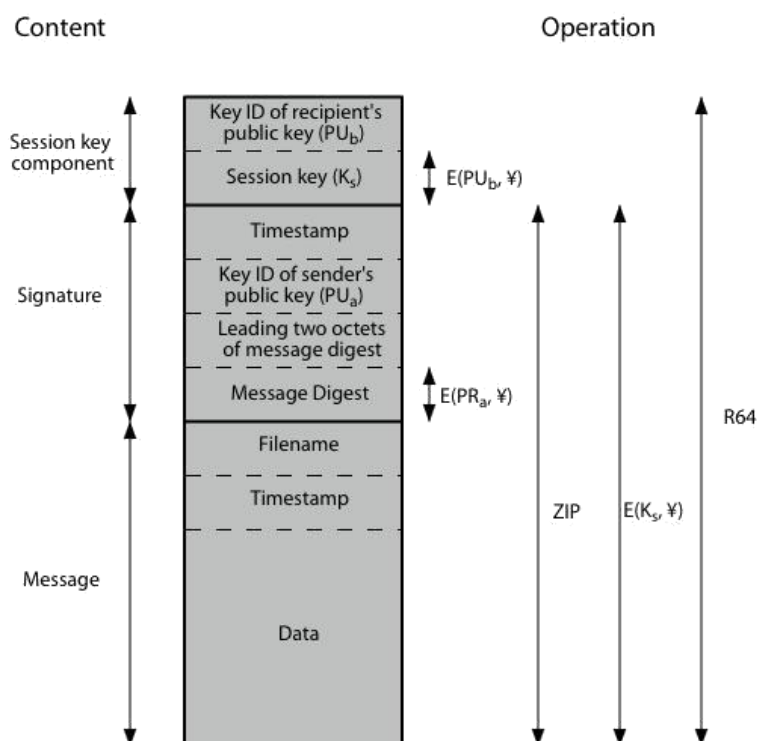 Content
Operation
Session key
component
Key ID of recipient's
public key (PUb)
Session key (Ks)
E(PUb, ¥)
Signature
Timestamp
Key ID of sender's
public key (PUa)
Leading two octets
of message digest
Message Digest
E(PRa, ¥)
Message
Filename
Timestamp
Data
ZIP
E(Ks, ¥)
R64